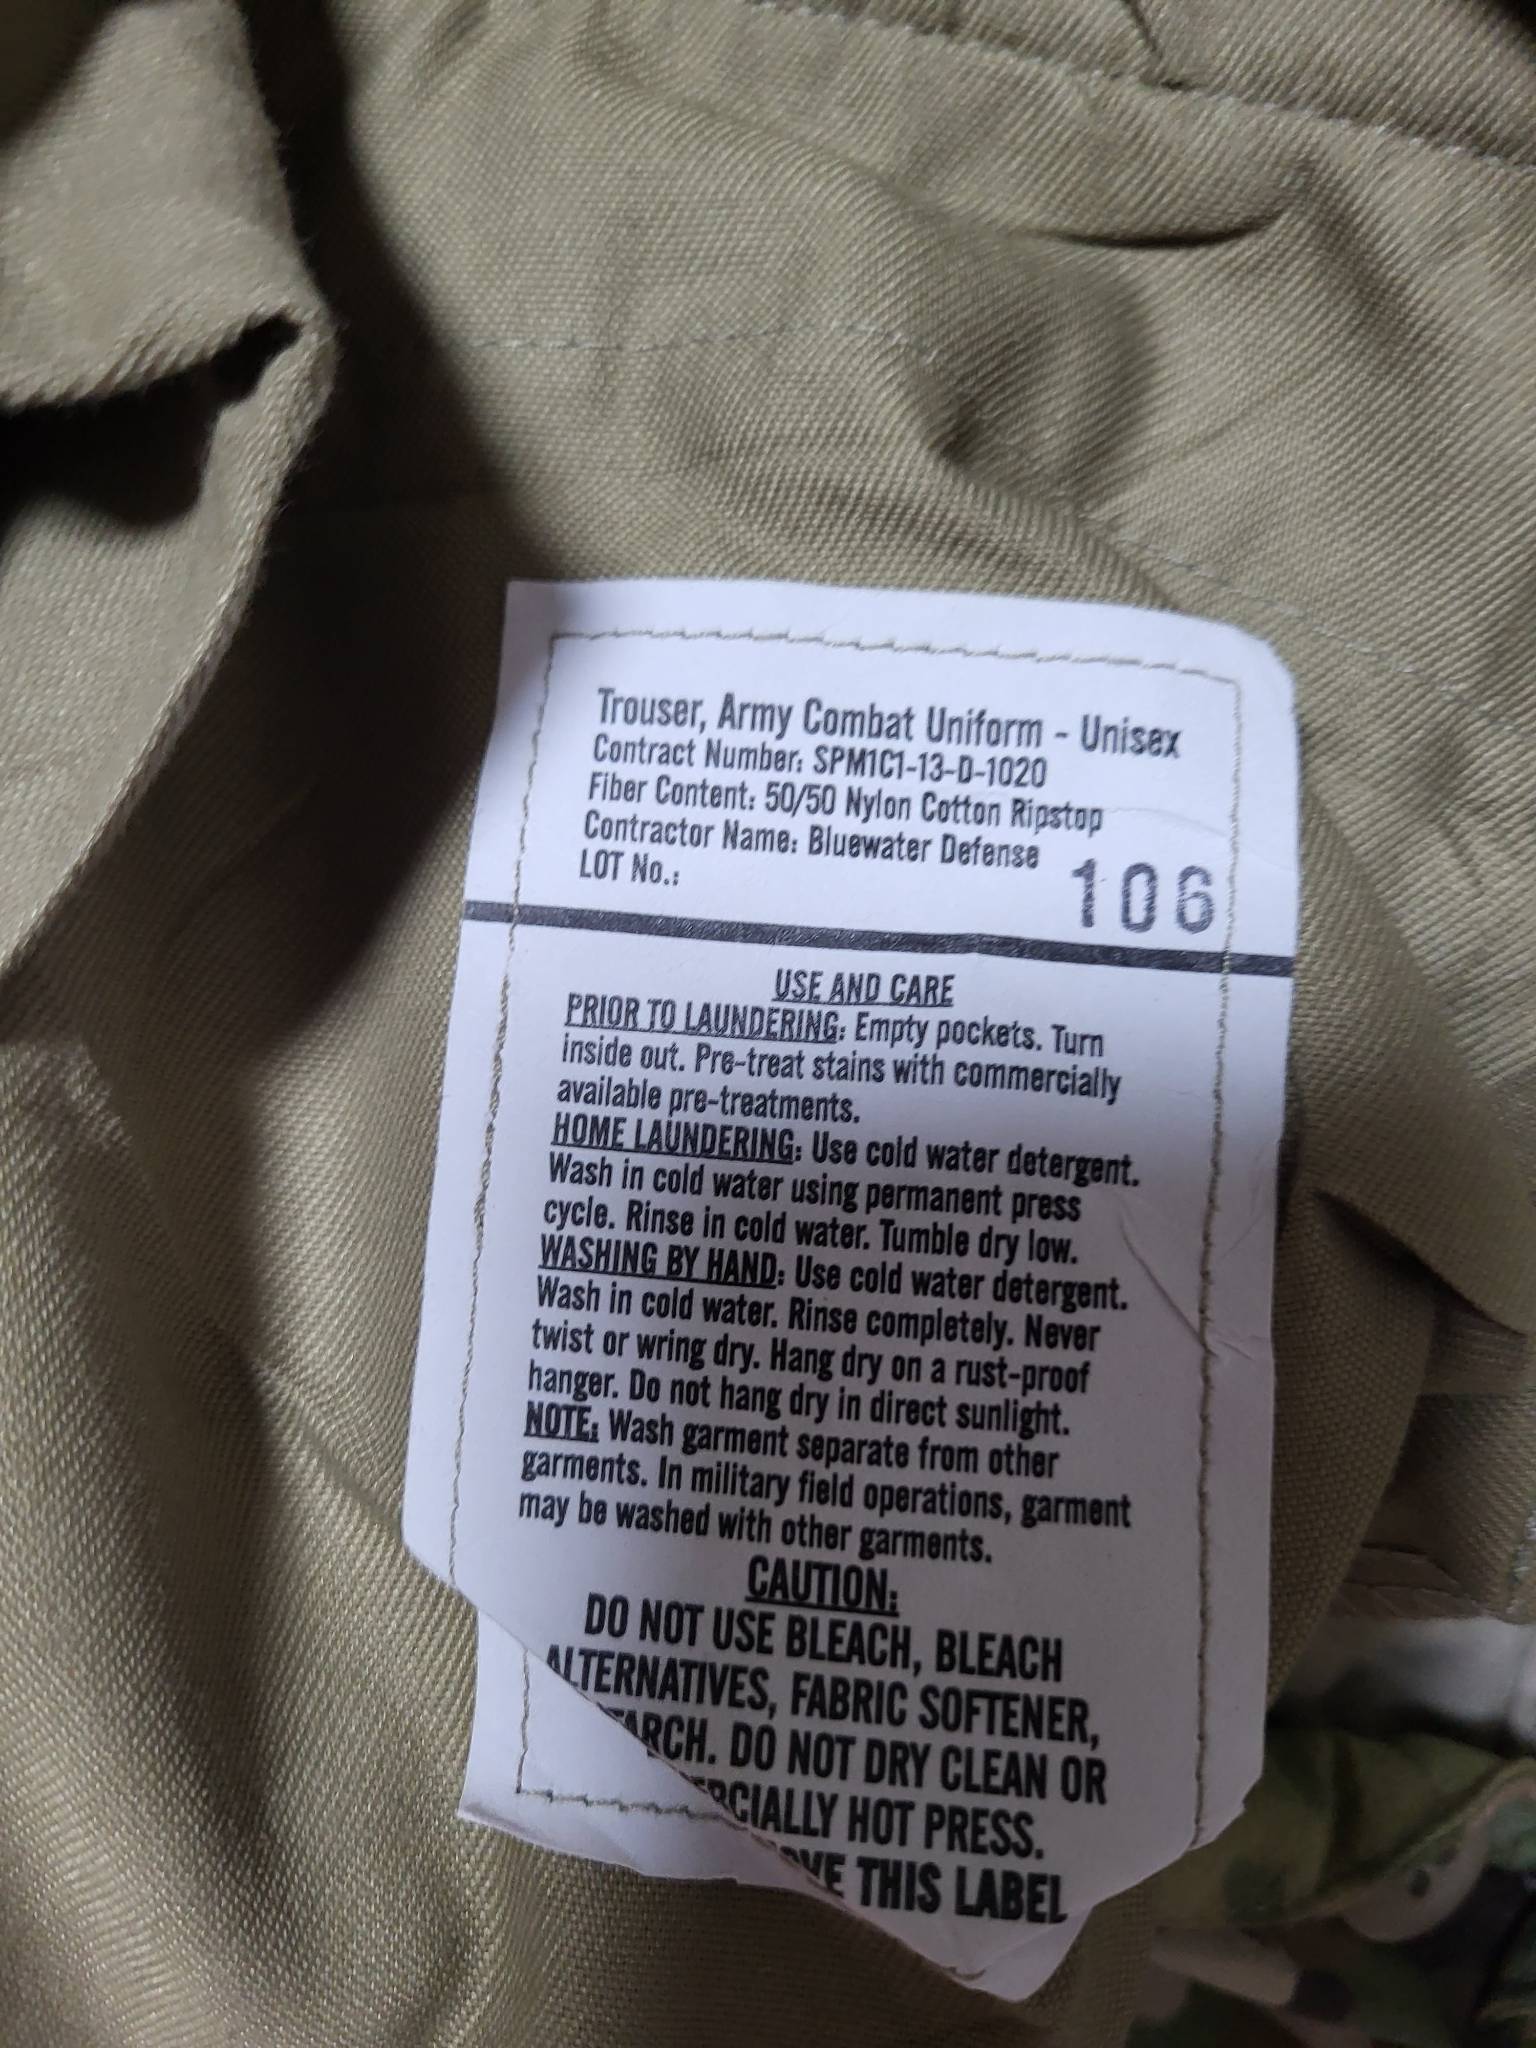 Trouser, Army Combat Uniform - Unisex
Contract Number: SPM1C1-13-D-1020
Fiber Content: 50/50 Nylon Cotton Ripstop
Contractor Name: Bluewater Defense
LOT No.: 106
USE AND CARE
PRIOR TO LAUNDERING: Empty pockets. Turn
inside out. Pre-treat stains with commercially
available pre-treatments.
HOME LAUNDERING: Use cold water detergent.
Wash in cold water using permanent press
cycle. Rinse in cold water. Tumble dry low.
WASHING BY HAND: Use cold water detergent.
Wash in cold water. Rinse completely. Never
twist or wring dry. Hang dry on a rust-proof
hanger. Do not hang dry in direct sunlight.
NOTE: Wash garment separate from other
garments. In military field operations, garment
may be washed with other garments.
CAUTION:
DO NOT USE BLEACH, BLEACH
ALTERNATIVES, FABRIC SOFTENER,
DO NOT DRY CLEAN OR
HOT PRESS.
THIS LABEL